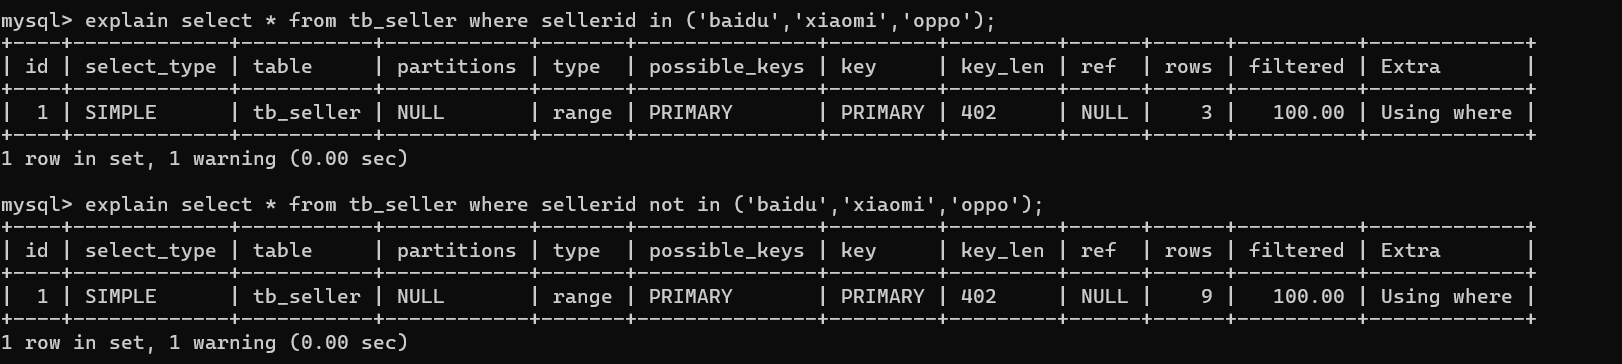 mysql> explain select * from tb_seller where sellerid in ('baidu','xiaomi','oppo');
+----+-------------+-----------+------------+-------+---------------+---------+---------+------+------+----------+-------------+
| id | select_type | table     | partitions | type  | possible_keys | key     | key_len | ref  | rows | filtered | Extra       |
+----+-------------+-----------+------------+-------+---------------+---------+---------+------+------+----------+-------------+
|  1 | SIMPLE      | tb_seller | NULL       | range | PRIMARY       | PRIMARY | 402     | NULL |    3 |   100.00 | Using where |
+----+-------------+-----------+------------+-------+---------------+---------+---------+------+------+----------+-------------+
1 row in set, 1 warning (0.00 sec)
mysql> explain select * from tb_seller where sellerid not in ('baidu','xiaomi','oppo');
+----+-------------+-----------+------------+-------+---------------+---------+---------+------+------+----------+-------------+
| id | select_type | table     | partitions | type  | possible_keys | key     | key_len | ref  | rows | filtered | Extra       |
+----+-------------+-----------+------------+-------+---------------+---------+---------+------+------+----------+-------------+
|  1 | SIMPLE      | tb_seller | NULL       | range | PRIMARY       | PRIMARY | 402     | NULL |    9 |   100.00 | Using where |
+----+-------------+-----------+------------+-------+---------------+---------+---------+------+------+----------+-------------+
1 row in set, 1 warning (0.00 sec)